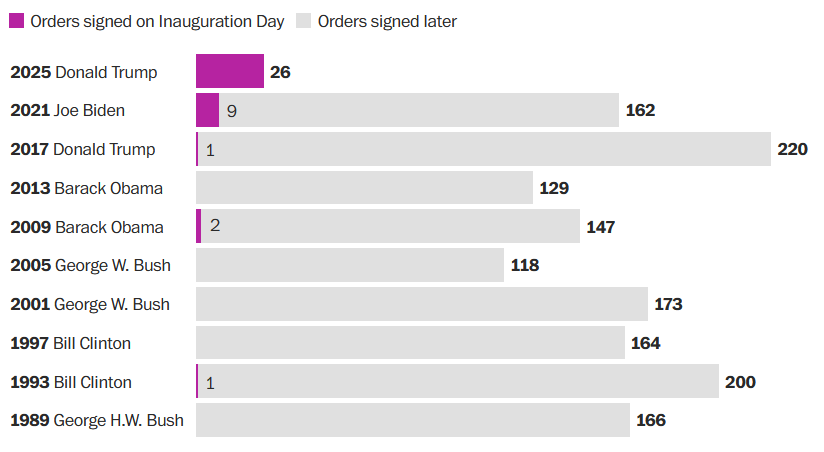 Orders signed on Inauguration Day Orders signed later
2025 Donald Trump 26
2021 Joe Biden 9 162
2017 Donald Trump 1 220
2013 Barack Obama 129
2009 Barack Obama 2 147
2005 George W. Bush 118
2001 George W. Bush 173
1997 Bill Clinton 164
1993 Bill Clinton 1 200
1989 George H.W. Bush 166